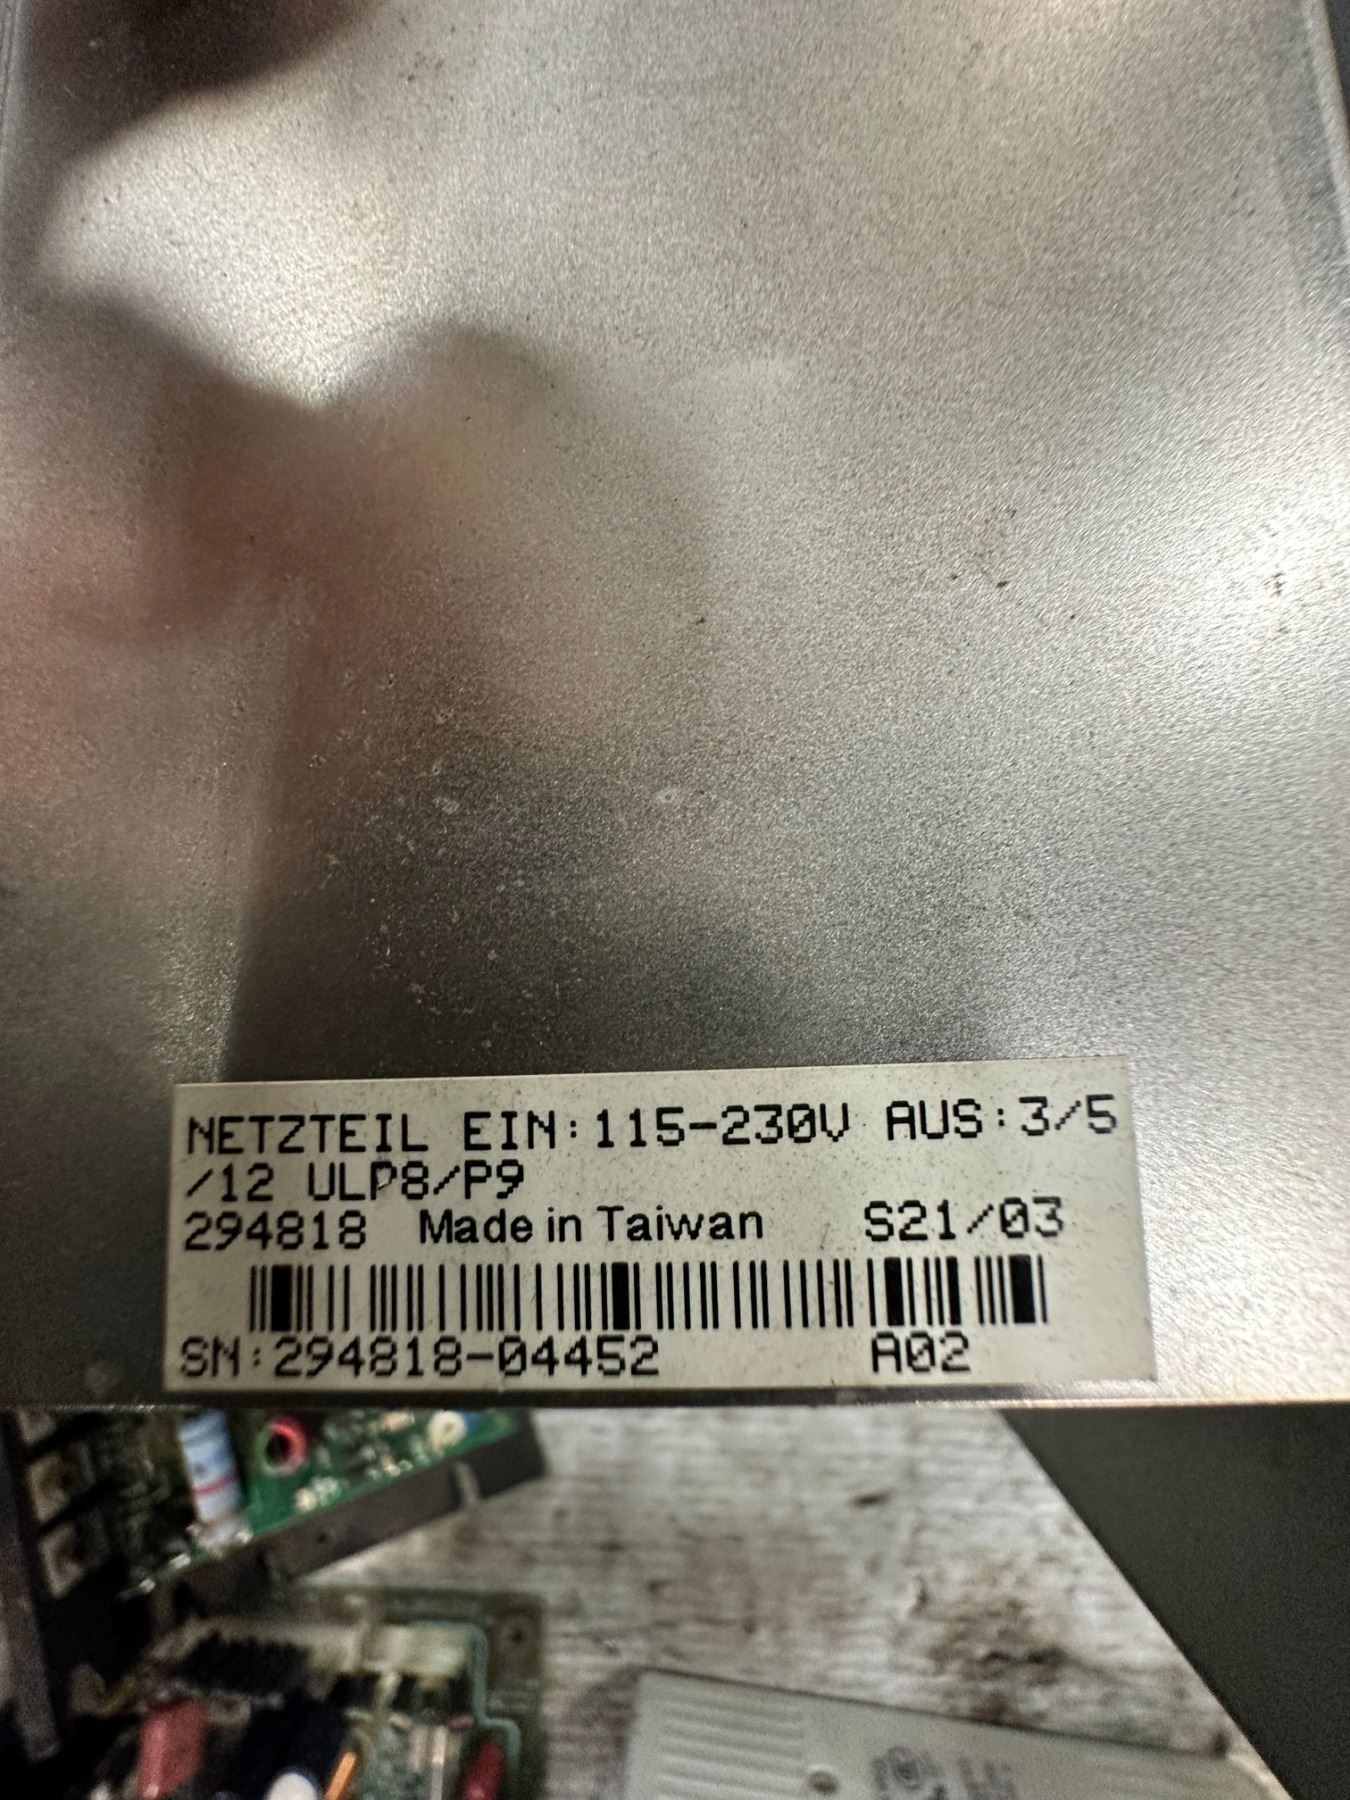 NETZTEIL EIN:115-230V AUS:3/5
/12 ULP8/P9
294818 Made in Taiwan S21/03
SN:294818-04452 A02